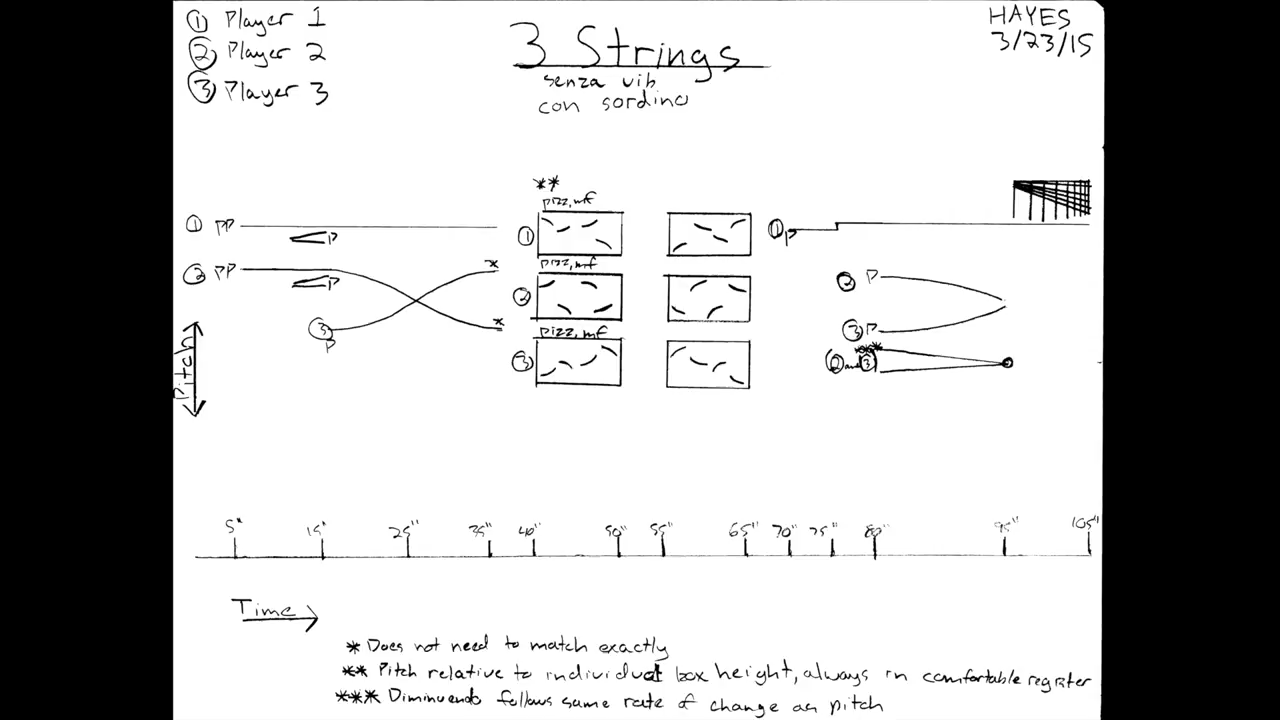 ① Player 1
② Player 2
③ Player 3
3 Strings
senza vib
con sordino
HAYES
3/23/15
**
① PP
P
② PP
P
③
P
*
*
Pitch
① pizz, mf
② pizz, mf
③ pizz, mf
① P
② P
③ P
***
② and ③
5" 15" 25" 35" 40" 50" 55" 65" 70" 75" 80" 95" 105"
Time
* Does not need to match exactly
** Pitch relative to individual box height, always in comfortable register
*** Diminuendo follows same rate of change as pitch